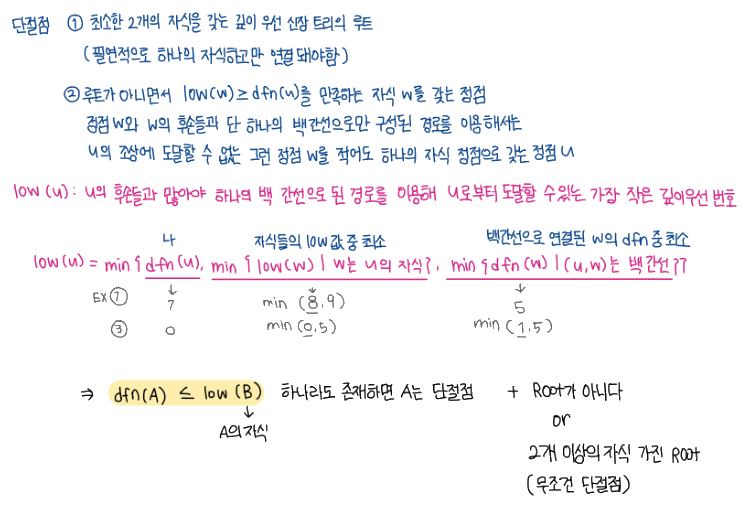 단절점 ① 최소한 2개의 자식을 갖는 깊이 우선 신장 트리의 루트
(필연적으로 하나의 자식하고만 연결돼야함)
② 루트가 아니면서 low(w) ≥ dfn(u)를 만족하는 자식 w를 갖는 정점
정점 w와 w의 후손들과 단 하나의 백간선으로만 구성된 경로를 이용해서는
u의 조상에 도달할 수 없는 그런 정점 w를 적어도 하나의 자식 정점으로 갖는 정점 u
low(u) : u의 후손들과 많아야 하나의 백 간선으로 된 경로를 이용해 u로부터 도달할 수 있는 가장 작은 깊이우선 번호
4 자식들의 low값 중 최소 백간선으로 연결된 w의 dfn 중 최소
low(u) = min { dfn(u), min { low(w) | w는 u의 자식}, min { dfn(w) | (u,w)는 백간선}}
↓ ↓
EX ⑦ 7 min (8,9) 5
③ 0 min (0,5) min (1,5)
⇒ dfn(A) ≤ low(B) 하나라도 존재하면 A는 단절점 + Root가 아니다
↓
A의 자식
or
2개 이상의 자식 가진 Root
(무조건 단절점)